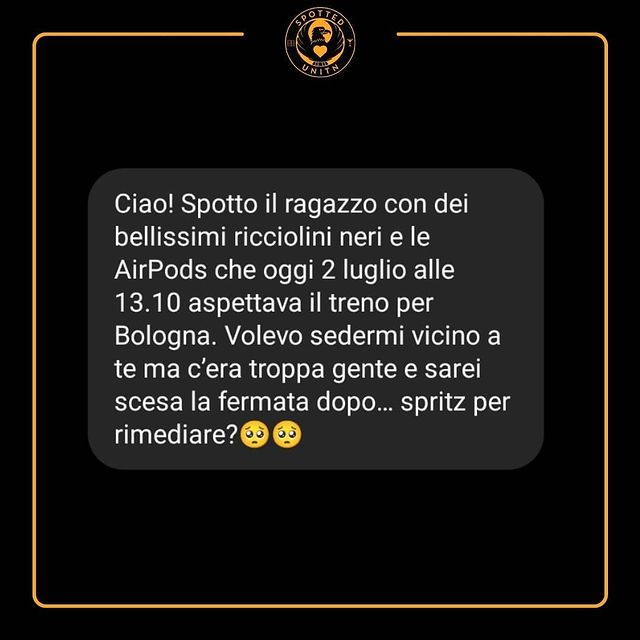 SPOTTED
UNITN
Ciao! Spotto il ragazzo con dei
bellissimi ricciolini neri e le
AirPods che oggi 2 luglio alle
13.10 aspettava il treno per
Bologna. Volevo sedermi vicino a
te ma c’era troppa gente e sarei
scesa la fermata dopo... spritz per
rimediare?🥺🥺